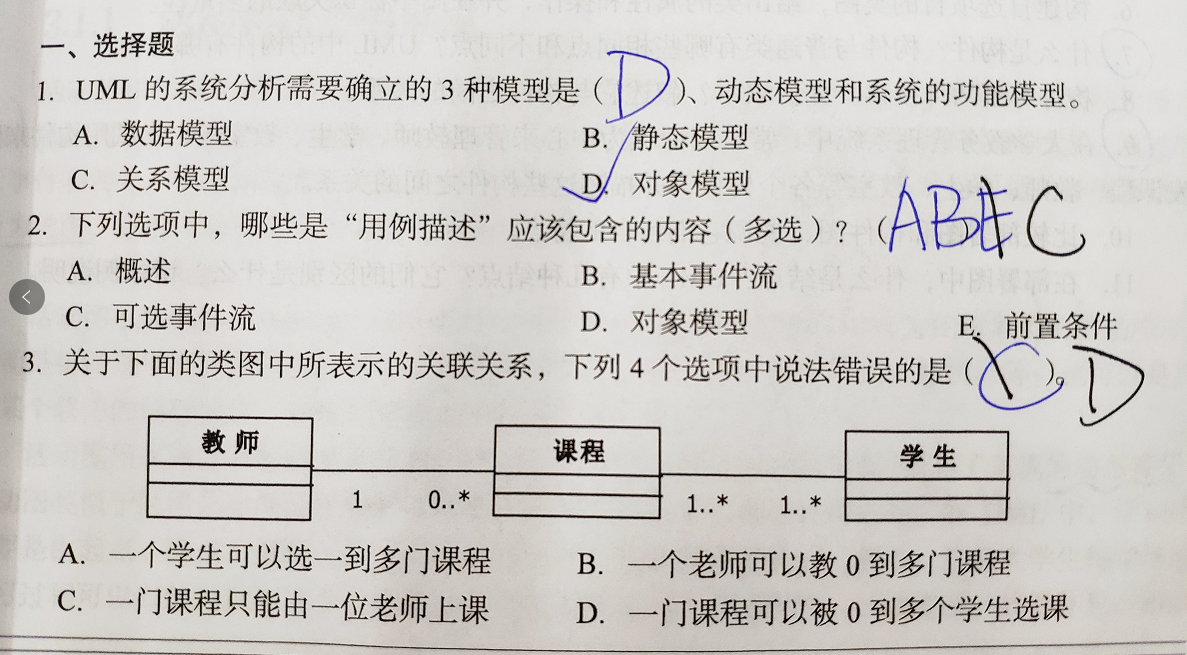 一、选择题
1. UML 的系统分析需要确立的 3 种模型是（ D ）、动态模型和系统的功能模型。
A. 数据模型 B. 静态模型
C. 关系模型 D. 对象模型
2. 下列选项中，哪些是“用例描述”应该包含的内容（多选）？（ABEC
A. 概述 B. 基本事件流
C. 可选事件流 D. 对象模型 E. 前置条件
3. 关于下面的类图中所表示的关联关系，下列 4 个选项中说法错误的是（ C ）。D
教师 课程 学生
1 0..* 1..* 1..*
A. 一个学生可以选一到多门课程 B. 一个老师可以教 0 到多门课程
C. 一门课程只能由一位老师上课 D. 一门课程可以被 0 到多个学生选课